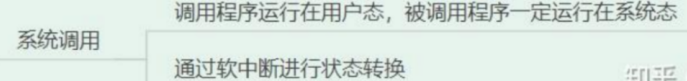 调用程序运行在用户态，被调用程序一定运行在系统态
系统调用
通过软中断进行状态转换
知乎